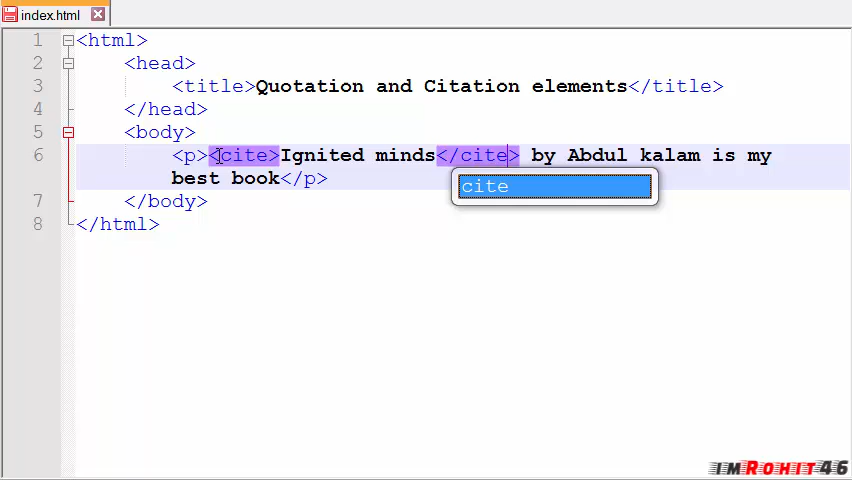 index.html
1 <html>
2 <head>
3 <title>Quotation and Citation elements</title>
4 </head>
5 <body>
6 <p><cite>Ignited minds</cite> by Abdul kalam is my
best book</p>
cite
7 </body>
8 </html>
IMROHIT46